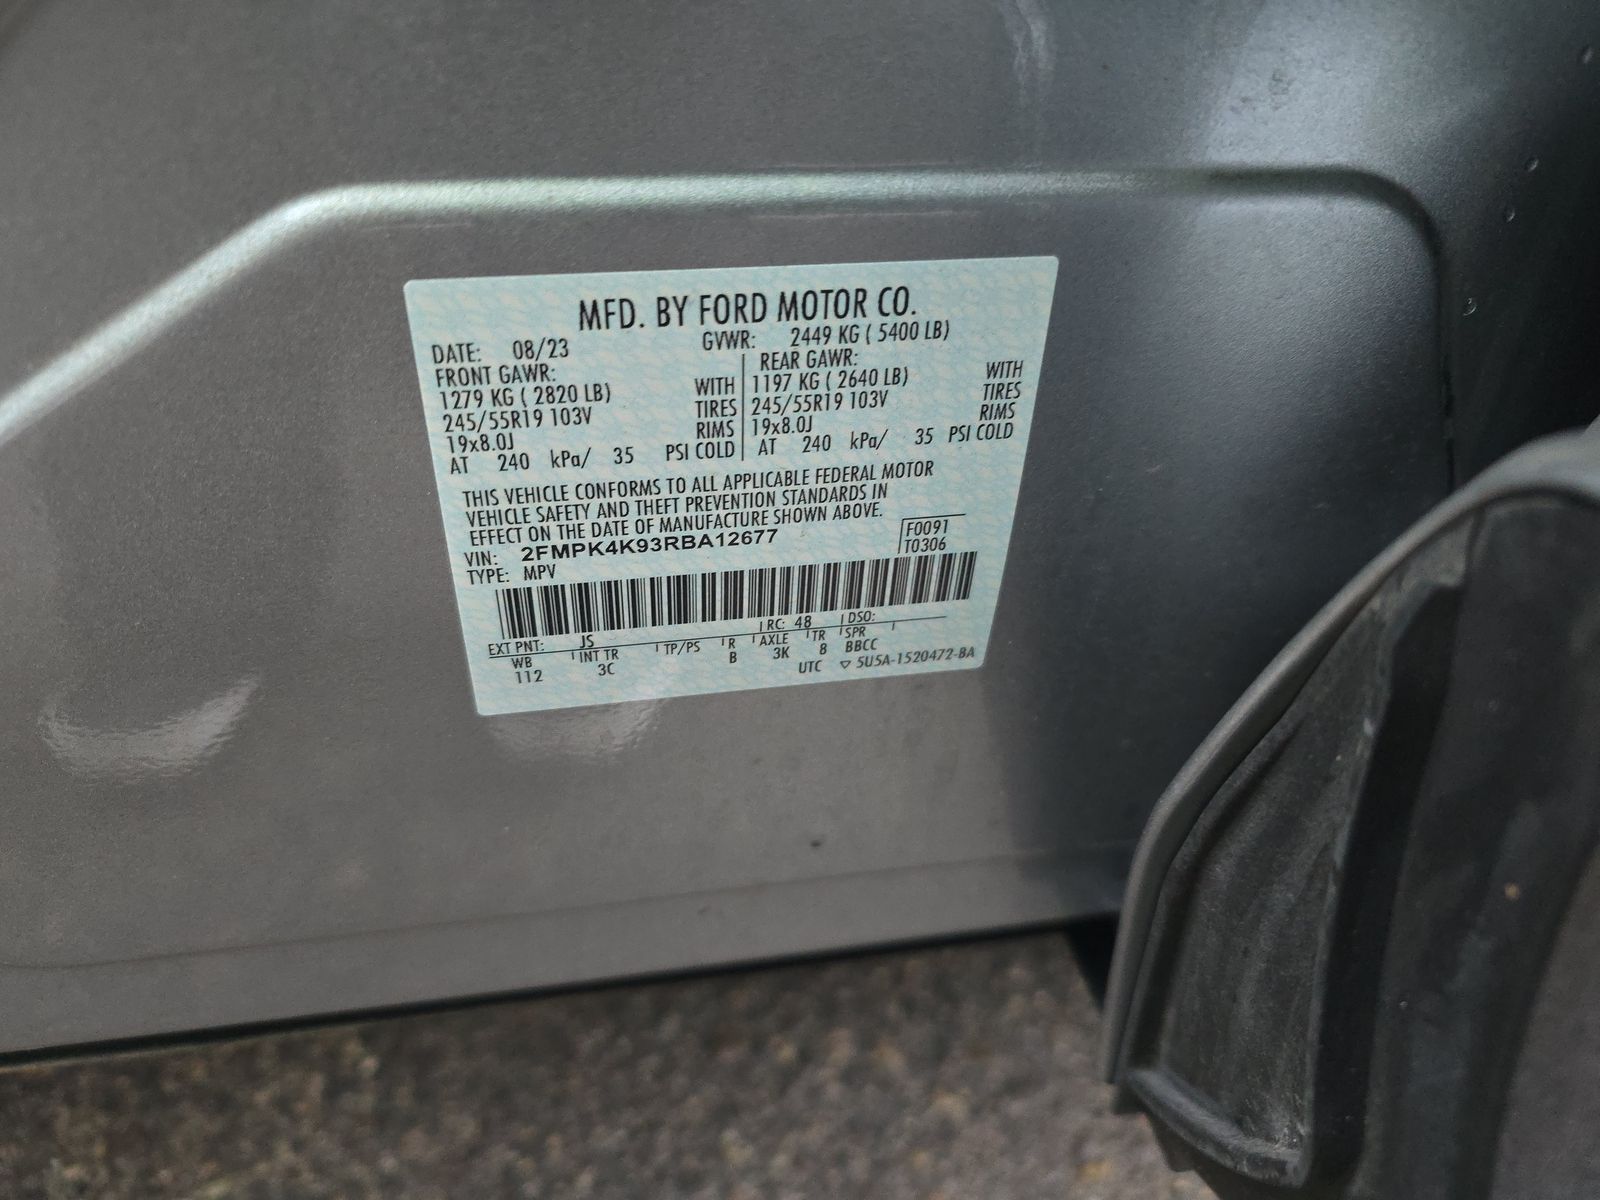 MFD. BY FORD MOTOR CO.
DATE: 08/23 GVWR: 2449 KG ( 5400 LB)
FRONT GAWR: REAR GAWR:
1279 KG ( 2820 LB) WITH 1197 KG ( 2640 LB) WITH
245/55R19 103V TIRES 245/55R19 103V TIRES
19x8.0J RIMS 19x8.0J RIMS
AT 240 kPa/ 35 PSI COLD AT 240 kPa/ 35 PSI COLD
THIS VEHICLE CONFORMS TO ALL APPLICABLE FEDERAL MOTOR
VEHICLE SAFETY AND THEFT PREVENTION STANDARDS IN
EFFECT ON THE DATE OF MANUFACTURE SHOWN ABOVE.
VIN: 2FMPK4K93RBA12677 F0091
TYPE: MPV T0306
EXT PNT: JS RC: 48 DSO:
WB INT TR TP/PS R AXLE TR SPR
112 3C B 3K 8 BBCC
UTC ▽ 5U5A-1520472-BA